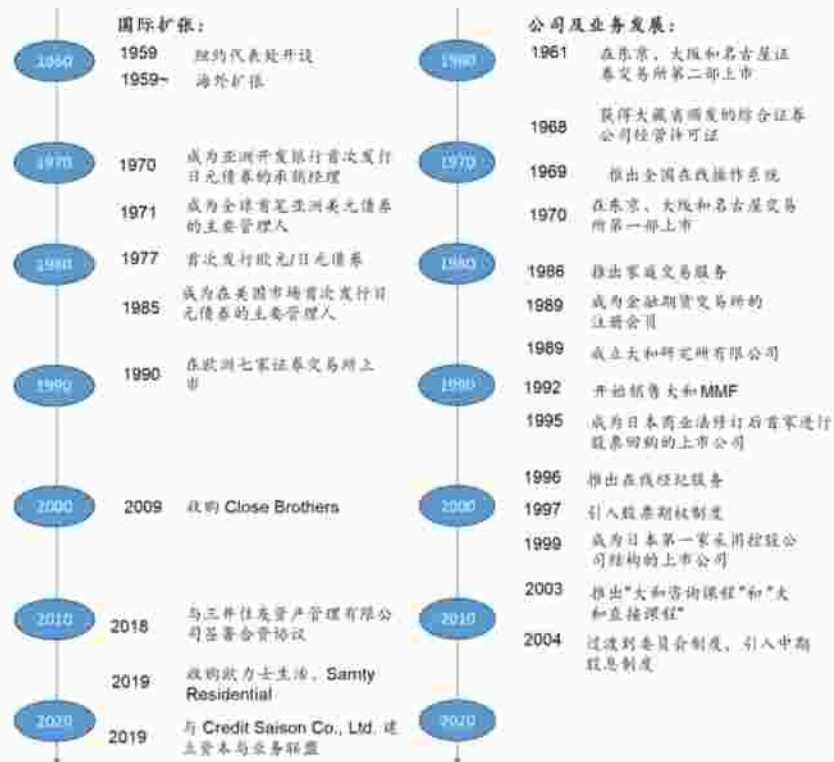 国际扩张：
1960
1959 纽约代表处开设
1959~ 海外扩张
1970
1970 成为亚洲开发银行首次发行
日元债券的承销经理
1971 成为全球首笔亚洲美元债券
的主要管理人
1980
1977 首次发行欧元/日元债券
1985 成为在美国市场首次发行日
元债券的主要管理人
1990
1990 在欧洲七家证券交易所上
市
2000
2009 收购 Close Brothers
2010
2018 与三井住友资产管理有限公
司签署合资协议
2019 收购欧力士生活、Samty
Residential
2020
2019 与 Credit Saison Co., Ltd. 建
立资本与业务联盟
公司及业务发展：
1960
1961 在东京、大阪和名古屋证
券交易所第二部上市
1968 获得大藏省颁发的综合证券
公司经营许可证
1970
1969 推出全国在线操作系统
1970 在东京、大阪和名古屋交易
所第一部上市
1980
1986 推出家庭交易服务
1989 成为金融期货交易所的
注册会员
1989 成立大和研究所有限公司
1990
1992 开始销售大和MMF
1995 成为日本商业法修订后首家进行
股票回购的上市公司
1996 推出在线经纪服务
2000
1997 引入股票期权制度
1999 成为日本第一家采用控股公
司结构的上市公司
2003 推出"大和咨询课程"和"大
和直接课程"
2010
2004 过渡到委员会制度，引入中期
股息制度
2020